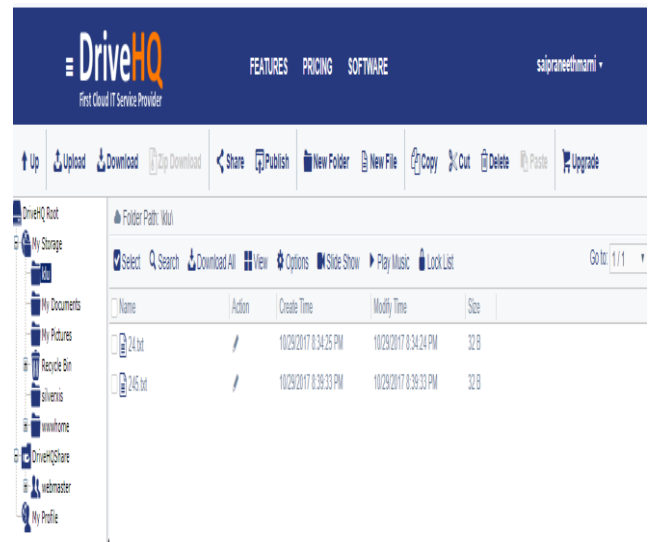 DriveHQ
First Cloud IT Service Provider
FEATURES PRICING SOFTWARE
saipraneethmarni
Up Upload Download Zip Download Share Publish New Folder New File Copy Cut Delete Paste Upgrade
DriveHQ Root
My Storage
klu
My Documents
My Pictures
Recycle Bin
silvenis
wwwhome
DriveHQShare
webmaster
My Profile
Folder Path: \klu\
Select Search Download All View Options Slide Show Play Music Lock List Go to: 1 / 1
Name Action Create Time Modify Time Size
24.txt 10/29/2017 8:34:25 PM 10/29/2017 8:34:24 PM 32 B
245.txt 10/29/2017 8:39:33 PM 10/29/2017 8:39:33 PM 32 B